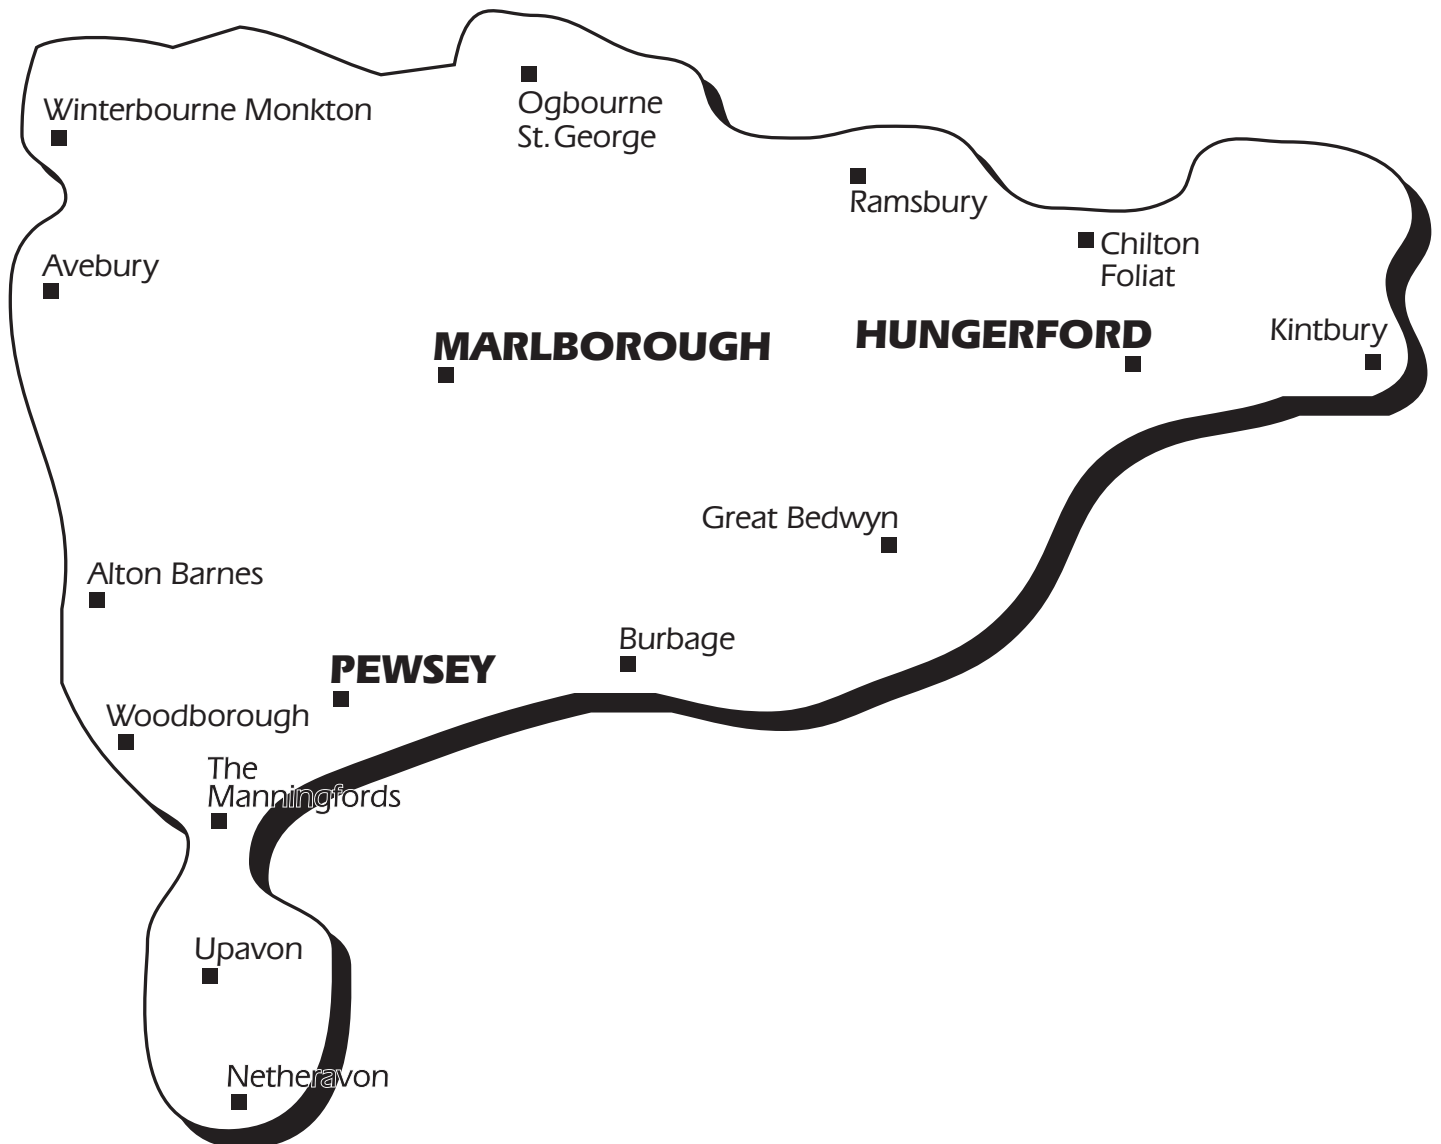 Winterbourne Monkton
Ogbourne
St. George
Ramsbury
Chilton
Foliat
Avebury
MARLBOROUGH
HUNGERFORD
Kintbury
Great Bedwyn
Alton Barnes
Burbage
PEWSEY
Woodborough
The
Manningfords
Upavon
Netheravon